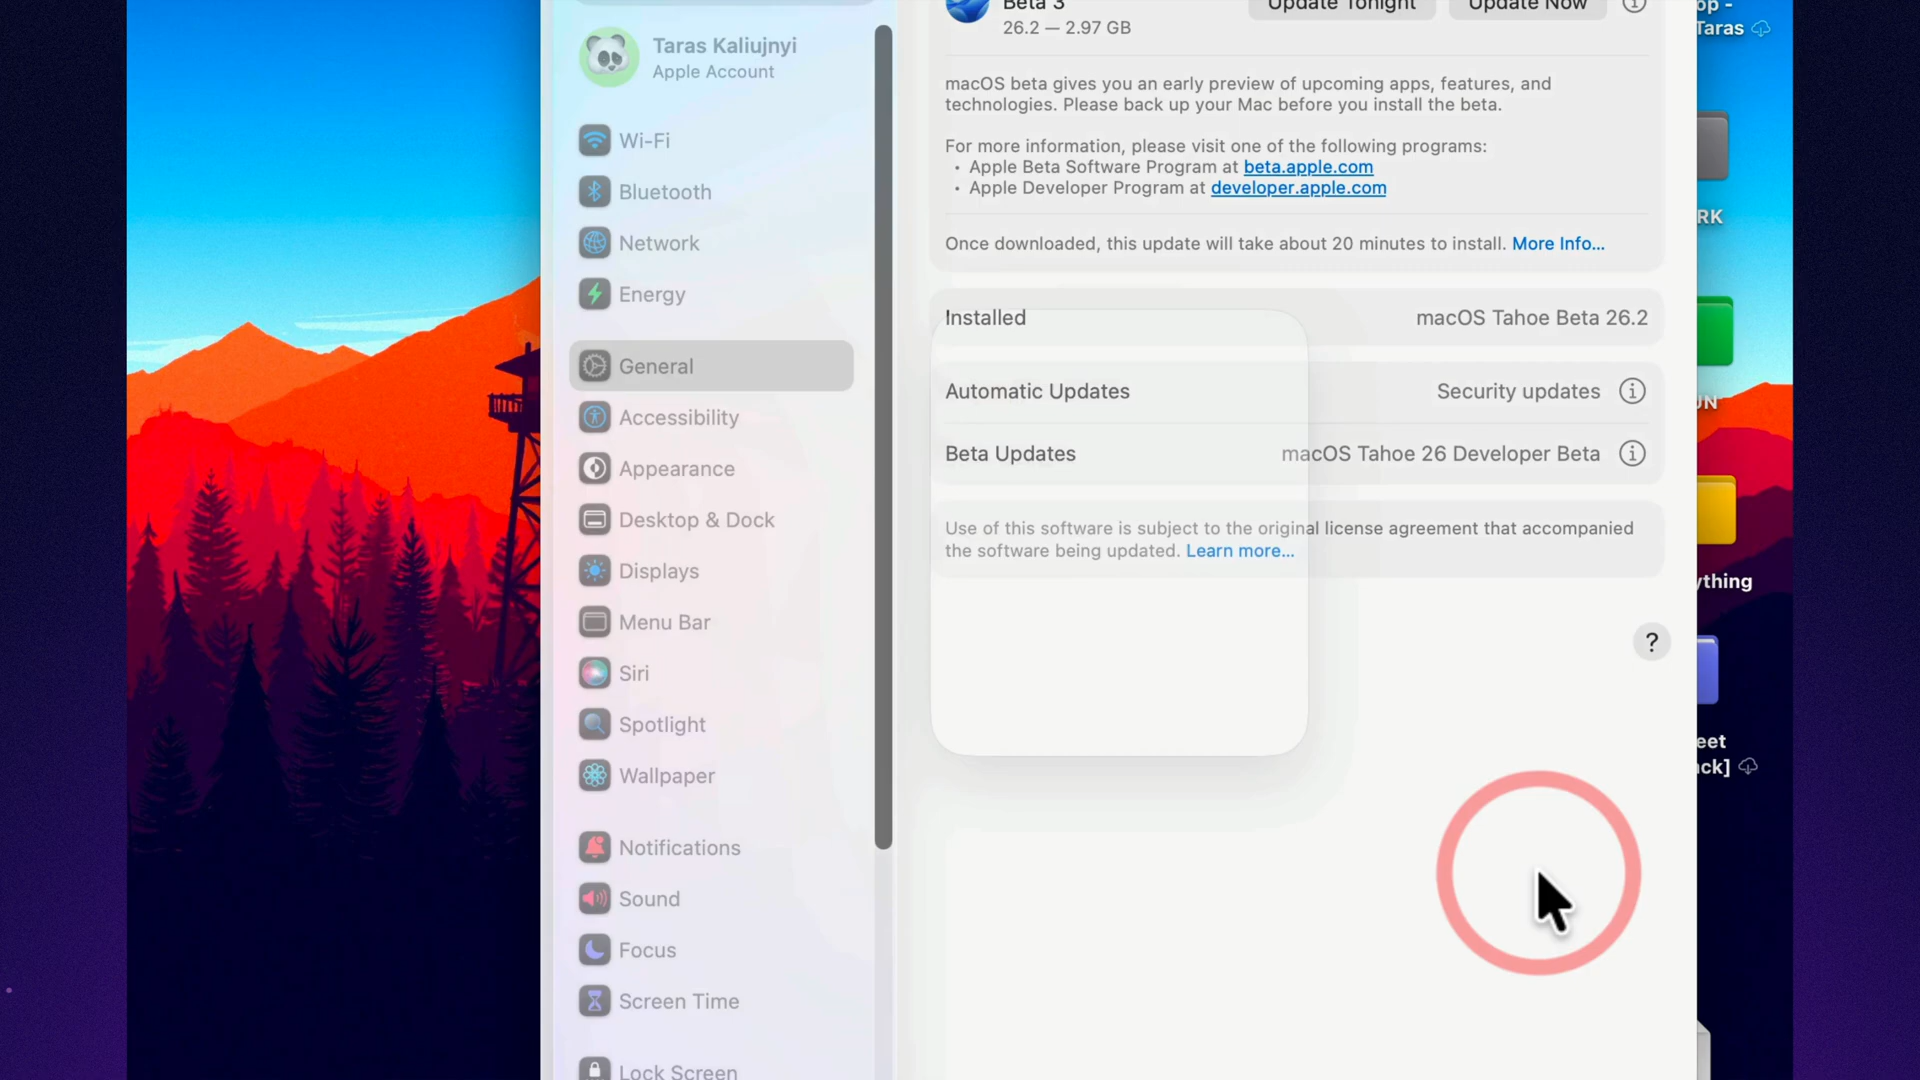 Beta 3
Update Tonight
Update Now
26.2 — 2.97 GB
Taras Kaliujnyi
Apple Account
macOS beta gives you an early preview of upcoming apps, features, and
technologies. Please back up your Mac before you install the beta.
For more information, please visit one of the following programs:
• Apple Beta Software Program at beta.apple.com
• Apple Developer Program at developer.apple.com
Once downloaded, this update will take about 20 minutes to install. More Info...
Installed
macOS Tahoe Beta 26.2
Automatic Updates
Security updates
Beta Updates
macOS Tahoe 26 Developer Beta
Use of this software is subject to the original license agreement that accompanied
the software being updated. Learn more...
?
Wi-Fi
Bluetooth
Network
Energy
General
Accessibility
Appearance
Desktop & Dock
Displays
Menu Bar
Siri
Spotlight
Wallpaper
Notifications
Sound
Focus
Screen Time
Lock Screen
op -
Taras
RK
UN
ything
eet
ck]